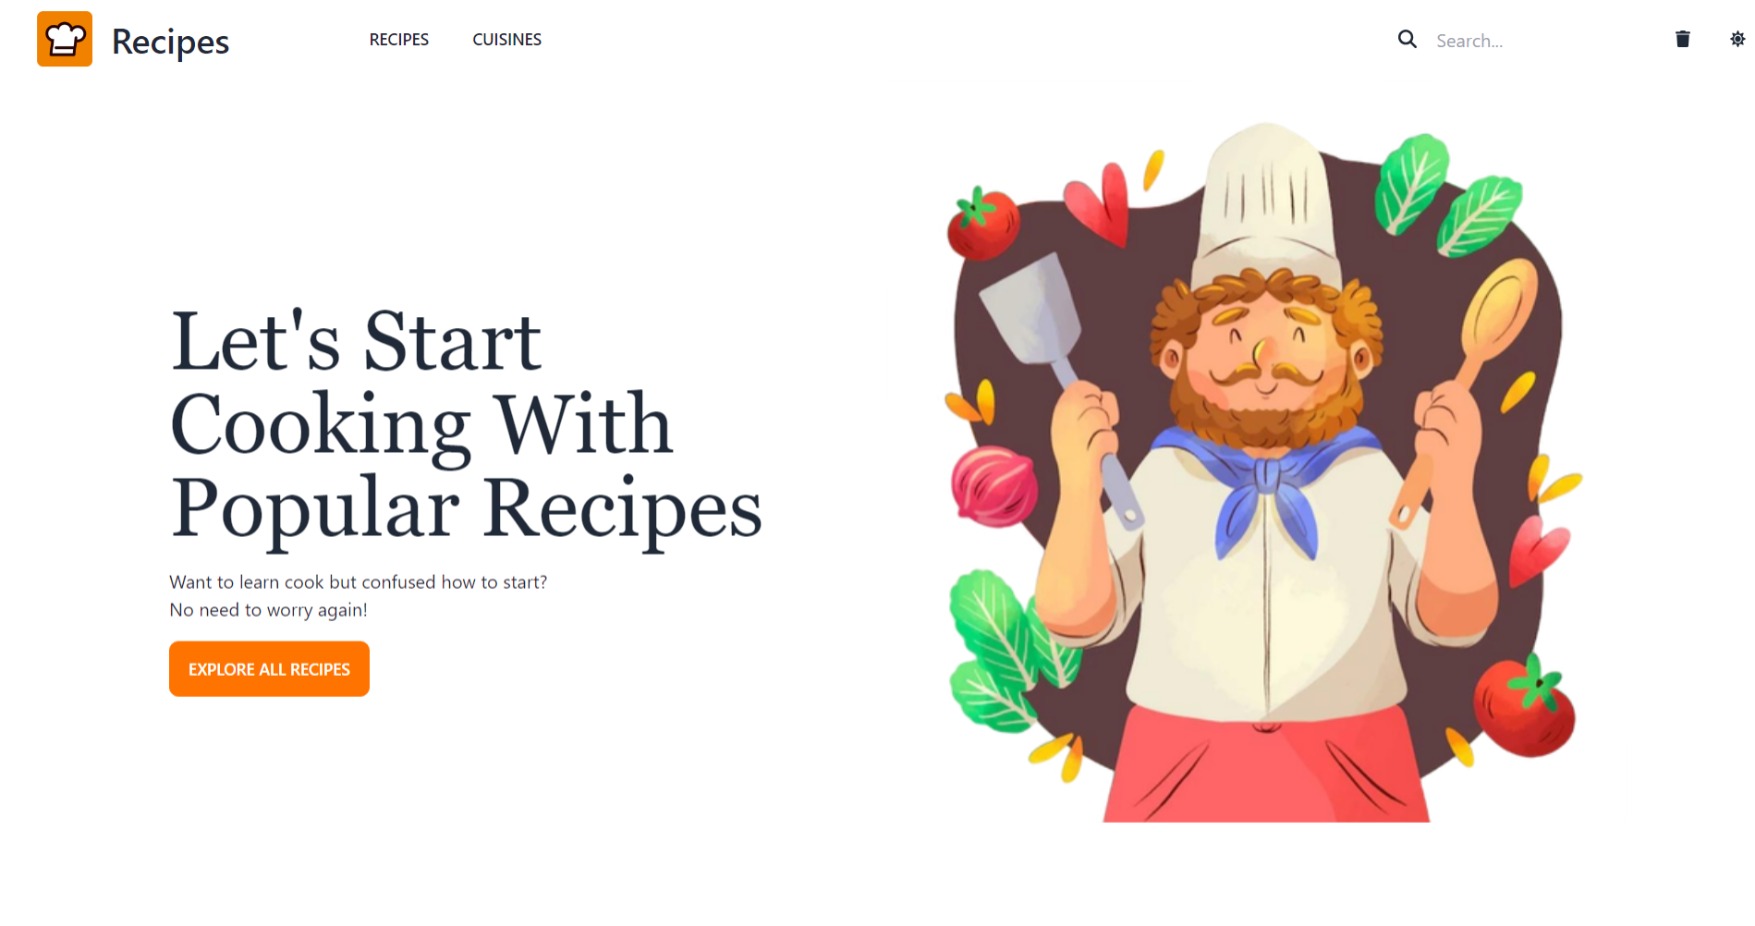 Recipes
RECIPES
CUISINES
Search...
Let's Start
Cooking With
Popular Recipes
Want to learn cook but confused how to start?
No need to worry again!
EXPLORE ALL RECIPES